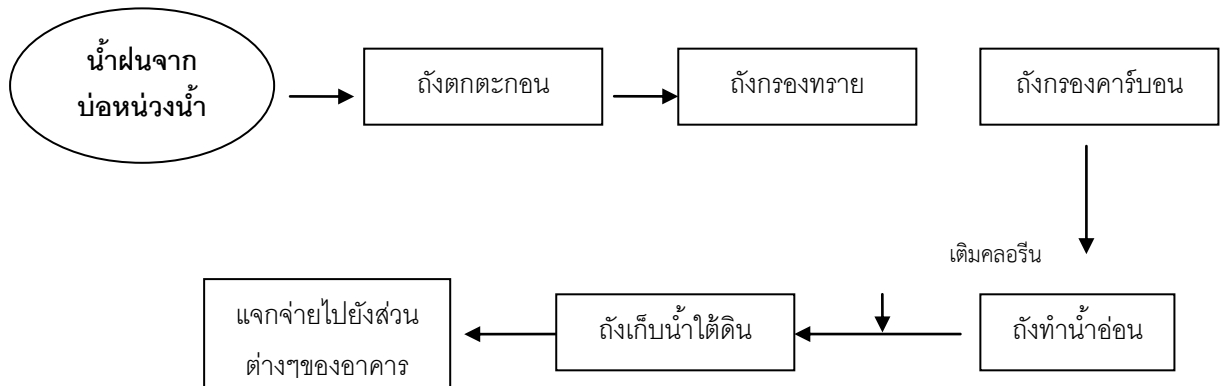 น้ำฝนจาก
บ่อหน่วงน้ำ
ถังตกตะกอน
ถังกรองทราย
ถังกรองคาร์บอน
เติมคลอรีน
ถังทำน้ำอ่อน
ถังเก็บน้ำใต้ดิน
แจกจ่ายไปยังส่วน
ต่างๆของอาคาร